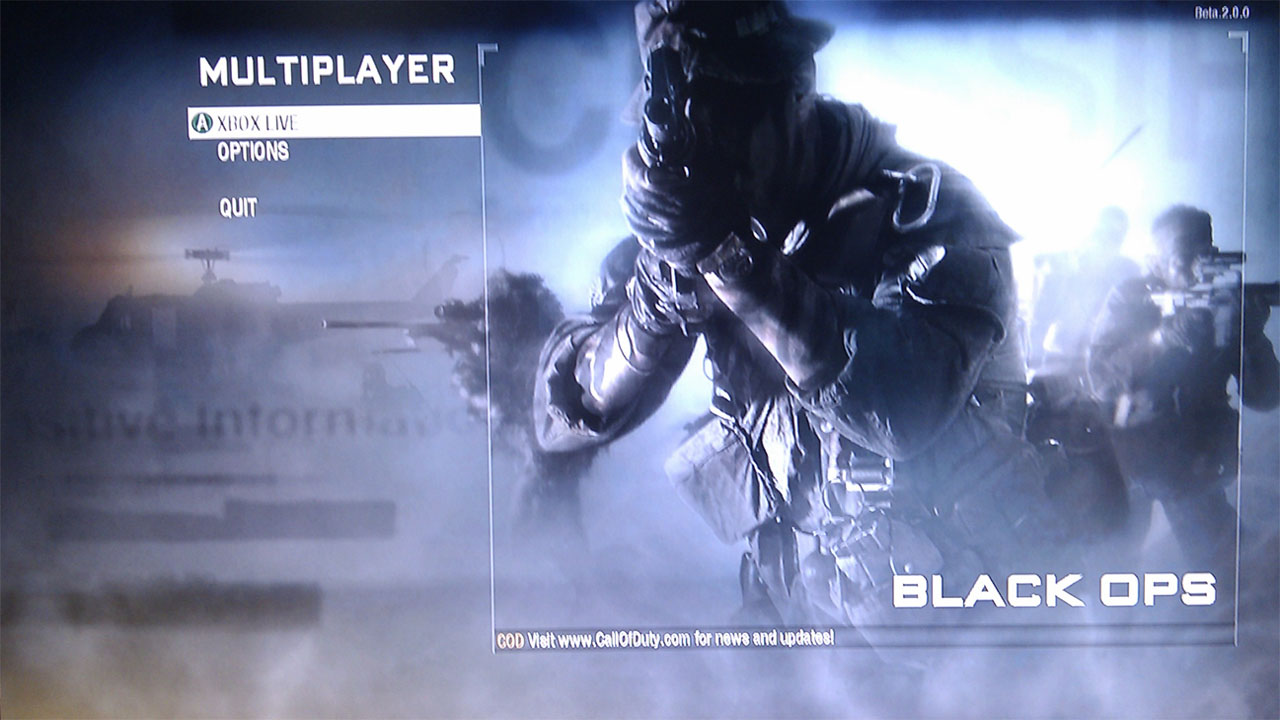 Beta.2.0.0
MULTIPLAYER
A XBOX LIVE
OPTIONS
QUIT
BLACK OPS
COD Visit www.CallOfDuty.com for news and updates!